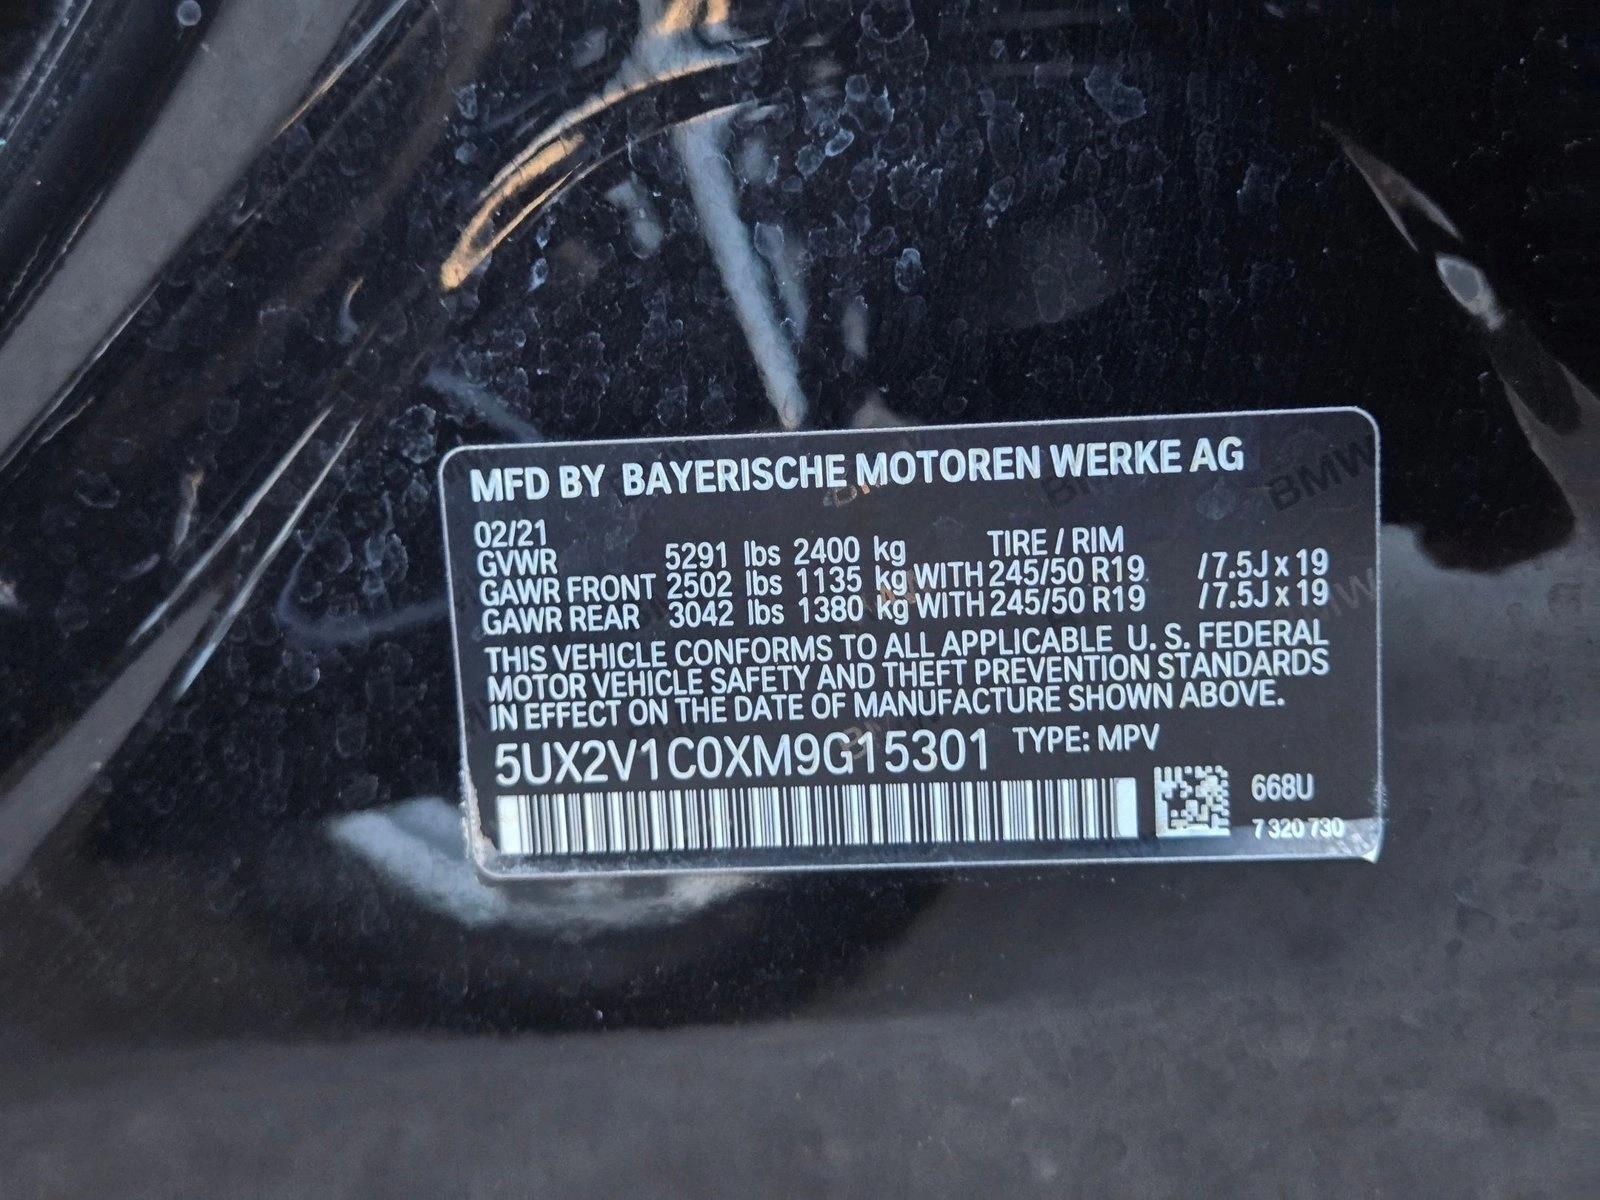 MFD BY BAYERISCHE MOTOREN WERKE AG
02/21
GVWR 5291 lbs 2400 kg TIRE / RIM
GAWR FRONT 2502 lbs 1135 kg WITH 245/50 R19 /7.5J x 19
GAWR REAR 3042 lbs 1380 kg WITH 245/50 R19 /7.5J x 19
THIS VEHICLE CONFORMS TO ALL APPLICABLE U. S. FEDERAL
MOTOR VEHICLE SAFETY AND THEFT PREVENTION STANDARDS
IN EFFECT ON THE DATE OF MANUFACTURE SHOWN ABOVE.
5UX2V1C0XM9G15301 TYPE: MPV
668U
7 320 730